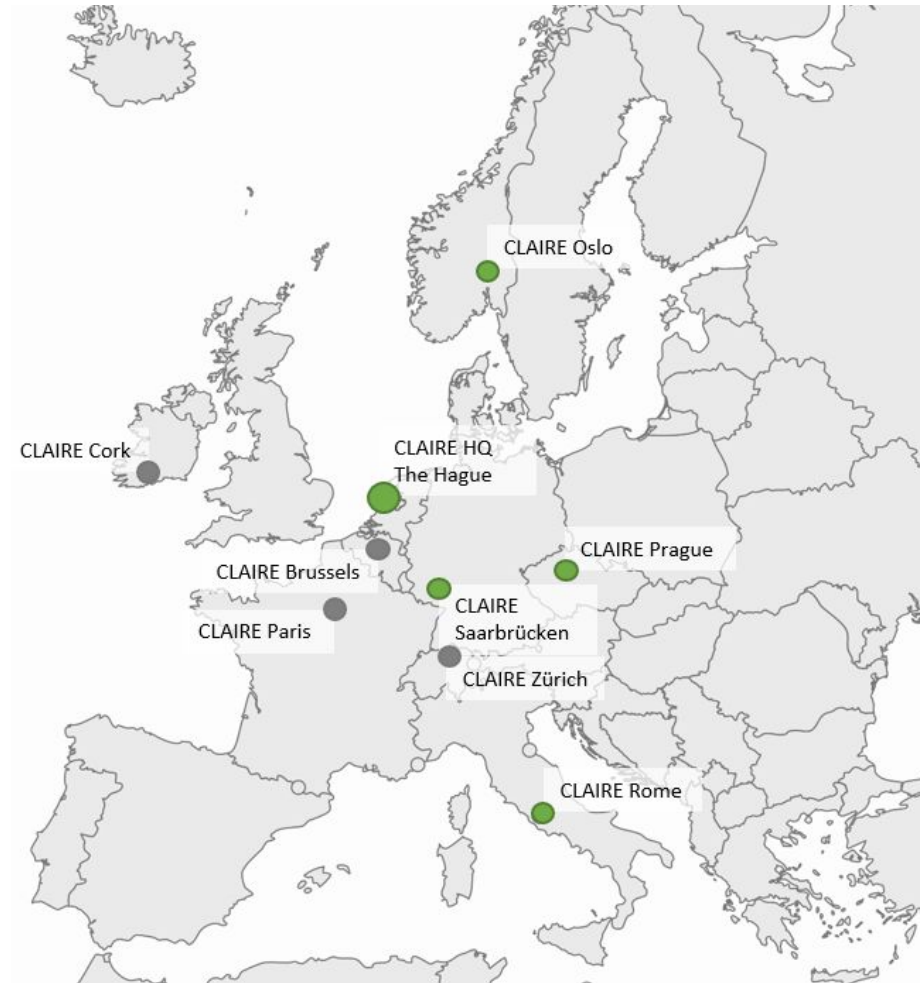 CLAIRE Oslo
CLAIRE HQ
The Hague
CLAIRE Cork
CLAIRE Prague
CLAIRE Brussels
CLAIRE
Saarbrücken
CLAIRE Paris
CLAIRE Zürich
CLAIRE Rome